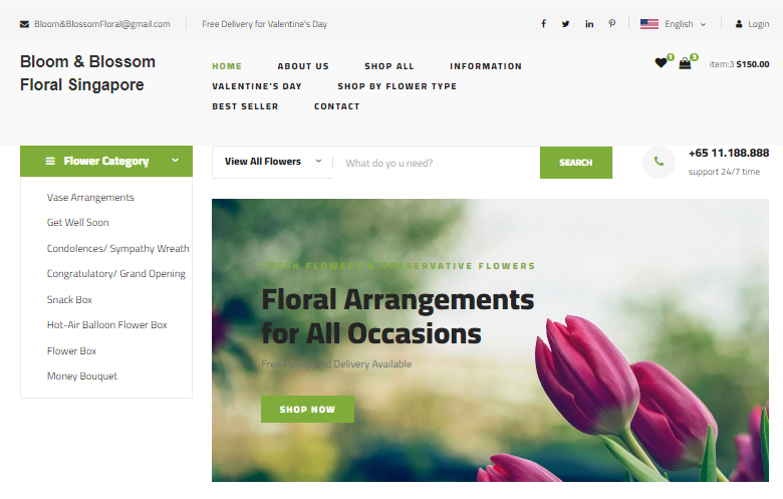 Bloom&BlossomFloral@gmail.com
Free Delivery for Valentine's Day
English
Login
Bloom & Blossom
Floral Singapore
HOME ABOUT US SHOP ALL INFORMATION
VALENTINE'S DAY SHOP BY FLOWER TYPE
BEST SELLER CONTACT
1 3 item:3 $150.00
Flower Category
View All Flowers
What do yo u need?
SEARCH
+65 11.188.888
support 24/7 time
Vase Arrangements
Get Well Soon
Condolences/ Sympathy Wreath
Congratulatory/ Grand Opening
Snack Box
Hot-Air Balloon Flower Box
Flower Box
Money Bouquet
FRESH FLOWERS & PRESERVATIVE FLOWERS
Floral Arrangements
for All Occasions
Free Pickup and Delivery Available
SHOP NOW